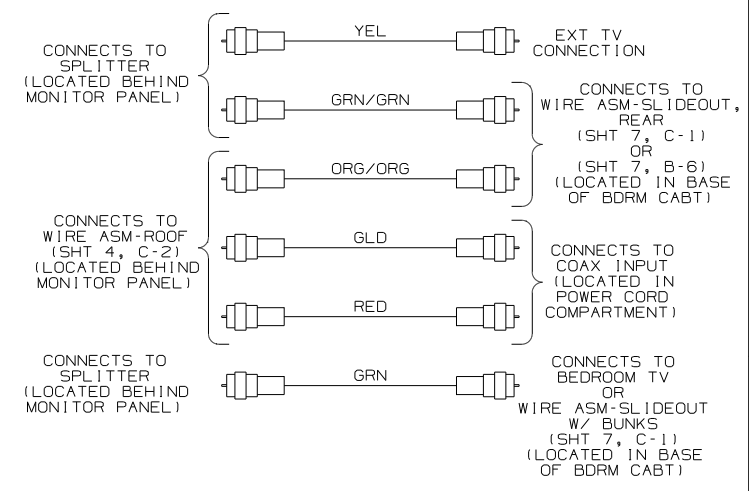 CONNECTS TO
SPLITTER
(LOCATED BEHIND
MONITOR PANEL)
YEL
EXT TV
CONNECTION
GRN/GRN
CONNECTS TO
WIRE ASM-SLIDEOUT,
REAR
(SHT 7, C-1)
OR
(SHT 7, B-6)
(LOCATED IN BASE
OF BDRM CABT)
ORG/ORG
CONNECTS TO
WIRE ASM-ROOF
(SHT 4, C-2)
(LOCATED BEHIND
MONITOR PANEL)
GLD
CONNECTS TO
COAX INPUT
(LOCATED IN
POWER CORD
COMPARTMENT)
RED
CONNECTS TO
SPLITTER
(LOCATED BEHIND
MONITOR PANEL)
GRN
CONNECTS TO
BEDROOM TV
OR
WIRE ASM-SLIDEOUT
W/ BUNKS
(SHT 7, C-1)
(LOCATED IN BASE
OF BDRM CABT)